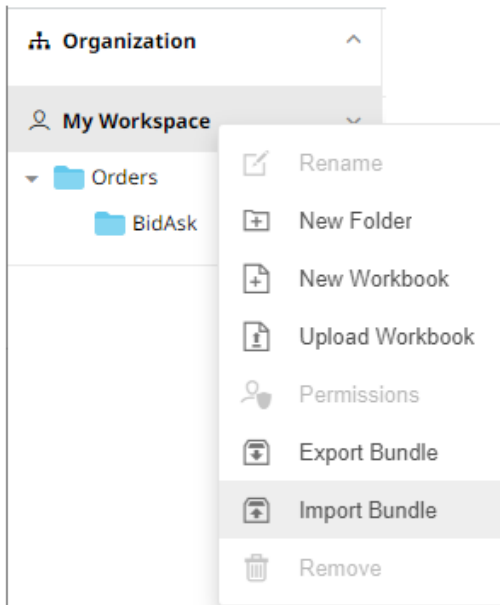 Organization
My Workspace
Orders
BidAsk
Rename
New Folder
New Workbook
Upload Workbook
Permissions
Export Bundle
Import Bundle
Remove